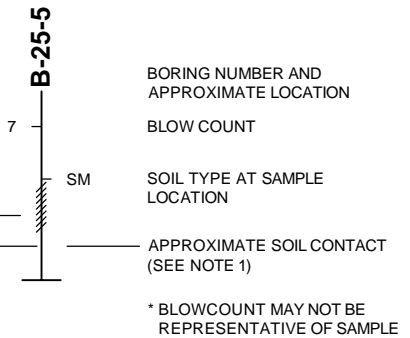 B-25-5
BORING NUMBER AND
APPROXIMATE LOCATION
7
BLOW COUNT
SM
SOIL TYPE AT SAMPLE
LOCATION
APPROXIMATE SOIL CONTACT
(SEE NOTE 1)
* BLOWCOUNT MAY NOT BE
REPRESENTATIVE OF SAMPLE